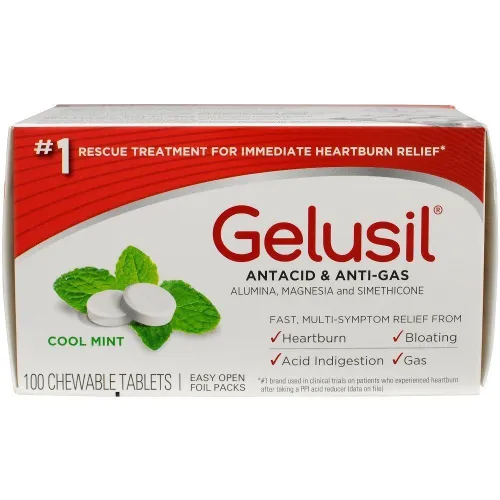 #1 RESCUE TREATMENT FOR IMMEDIATE HEARTBURN RELIEF*
Gelusil®
ANTACID & ANTI-GAS
ALUMINA, MAGNESIA and SIMETHICONE
FAST, MULTI-SYMPTOM RELIEF FROM
✓Heartburn ✓Bloating
✓Acid Indigestion ✓Gas
COOL MINT
100 CHEWABLE TABLETS | EASY OPEN
FOIL PACKS
*#1 brand used in clinical trials on patients who experienced heartburn
after taking a PPI acid reducer (data on file)